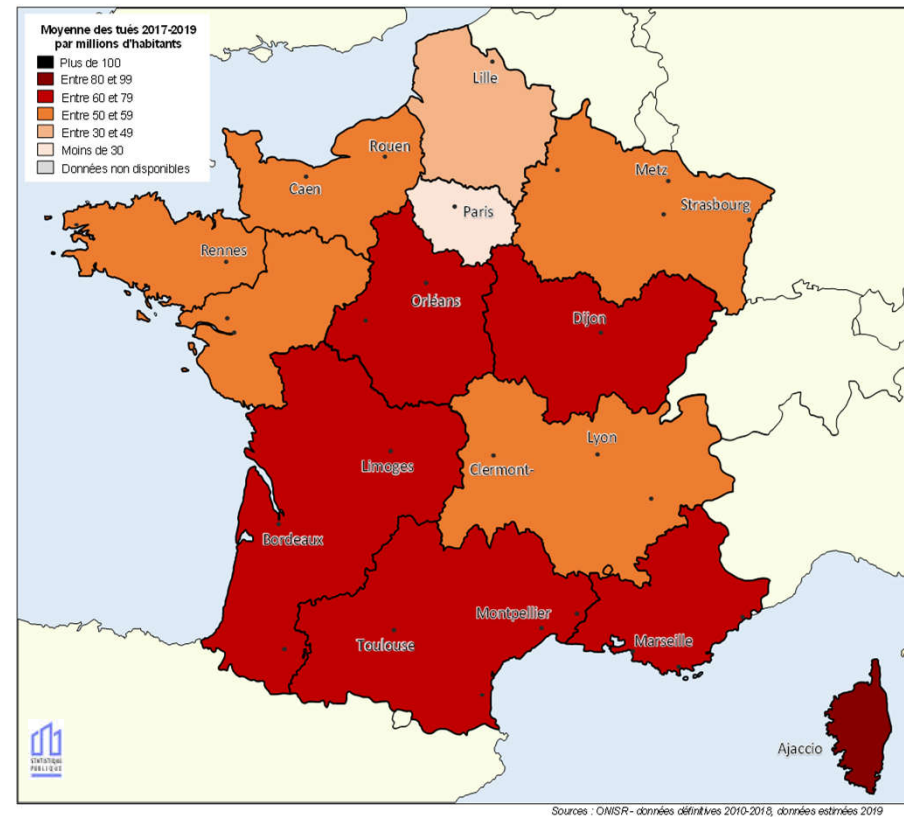 Moyenne des tués 2017-2019
par millions d'habitants
Plus de 100
Entre 80 et 99
Entre 60 et 79
Entre 50 et 59
Entre 30 et 49
Moins de 30
Données non disponibles
Lille
Rouen
Caen
Metz
Paris
Strasbourg
Rennes
Orléans
Dijon
Lyon
Limoges
Clermont-
Bordeaux
Montpellier
Toulouse
Marseille
Ajaccio
STATISTIQUE
PUBLIQUE
Sources : ONISR - données définitives 2010-2018, données estimées 2019